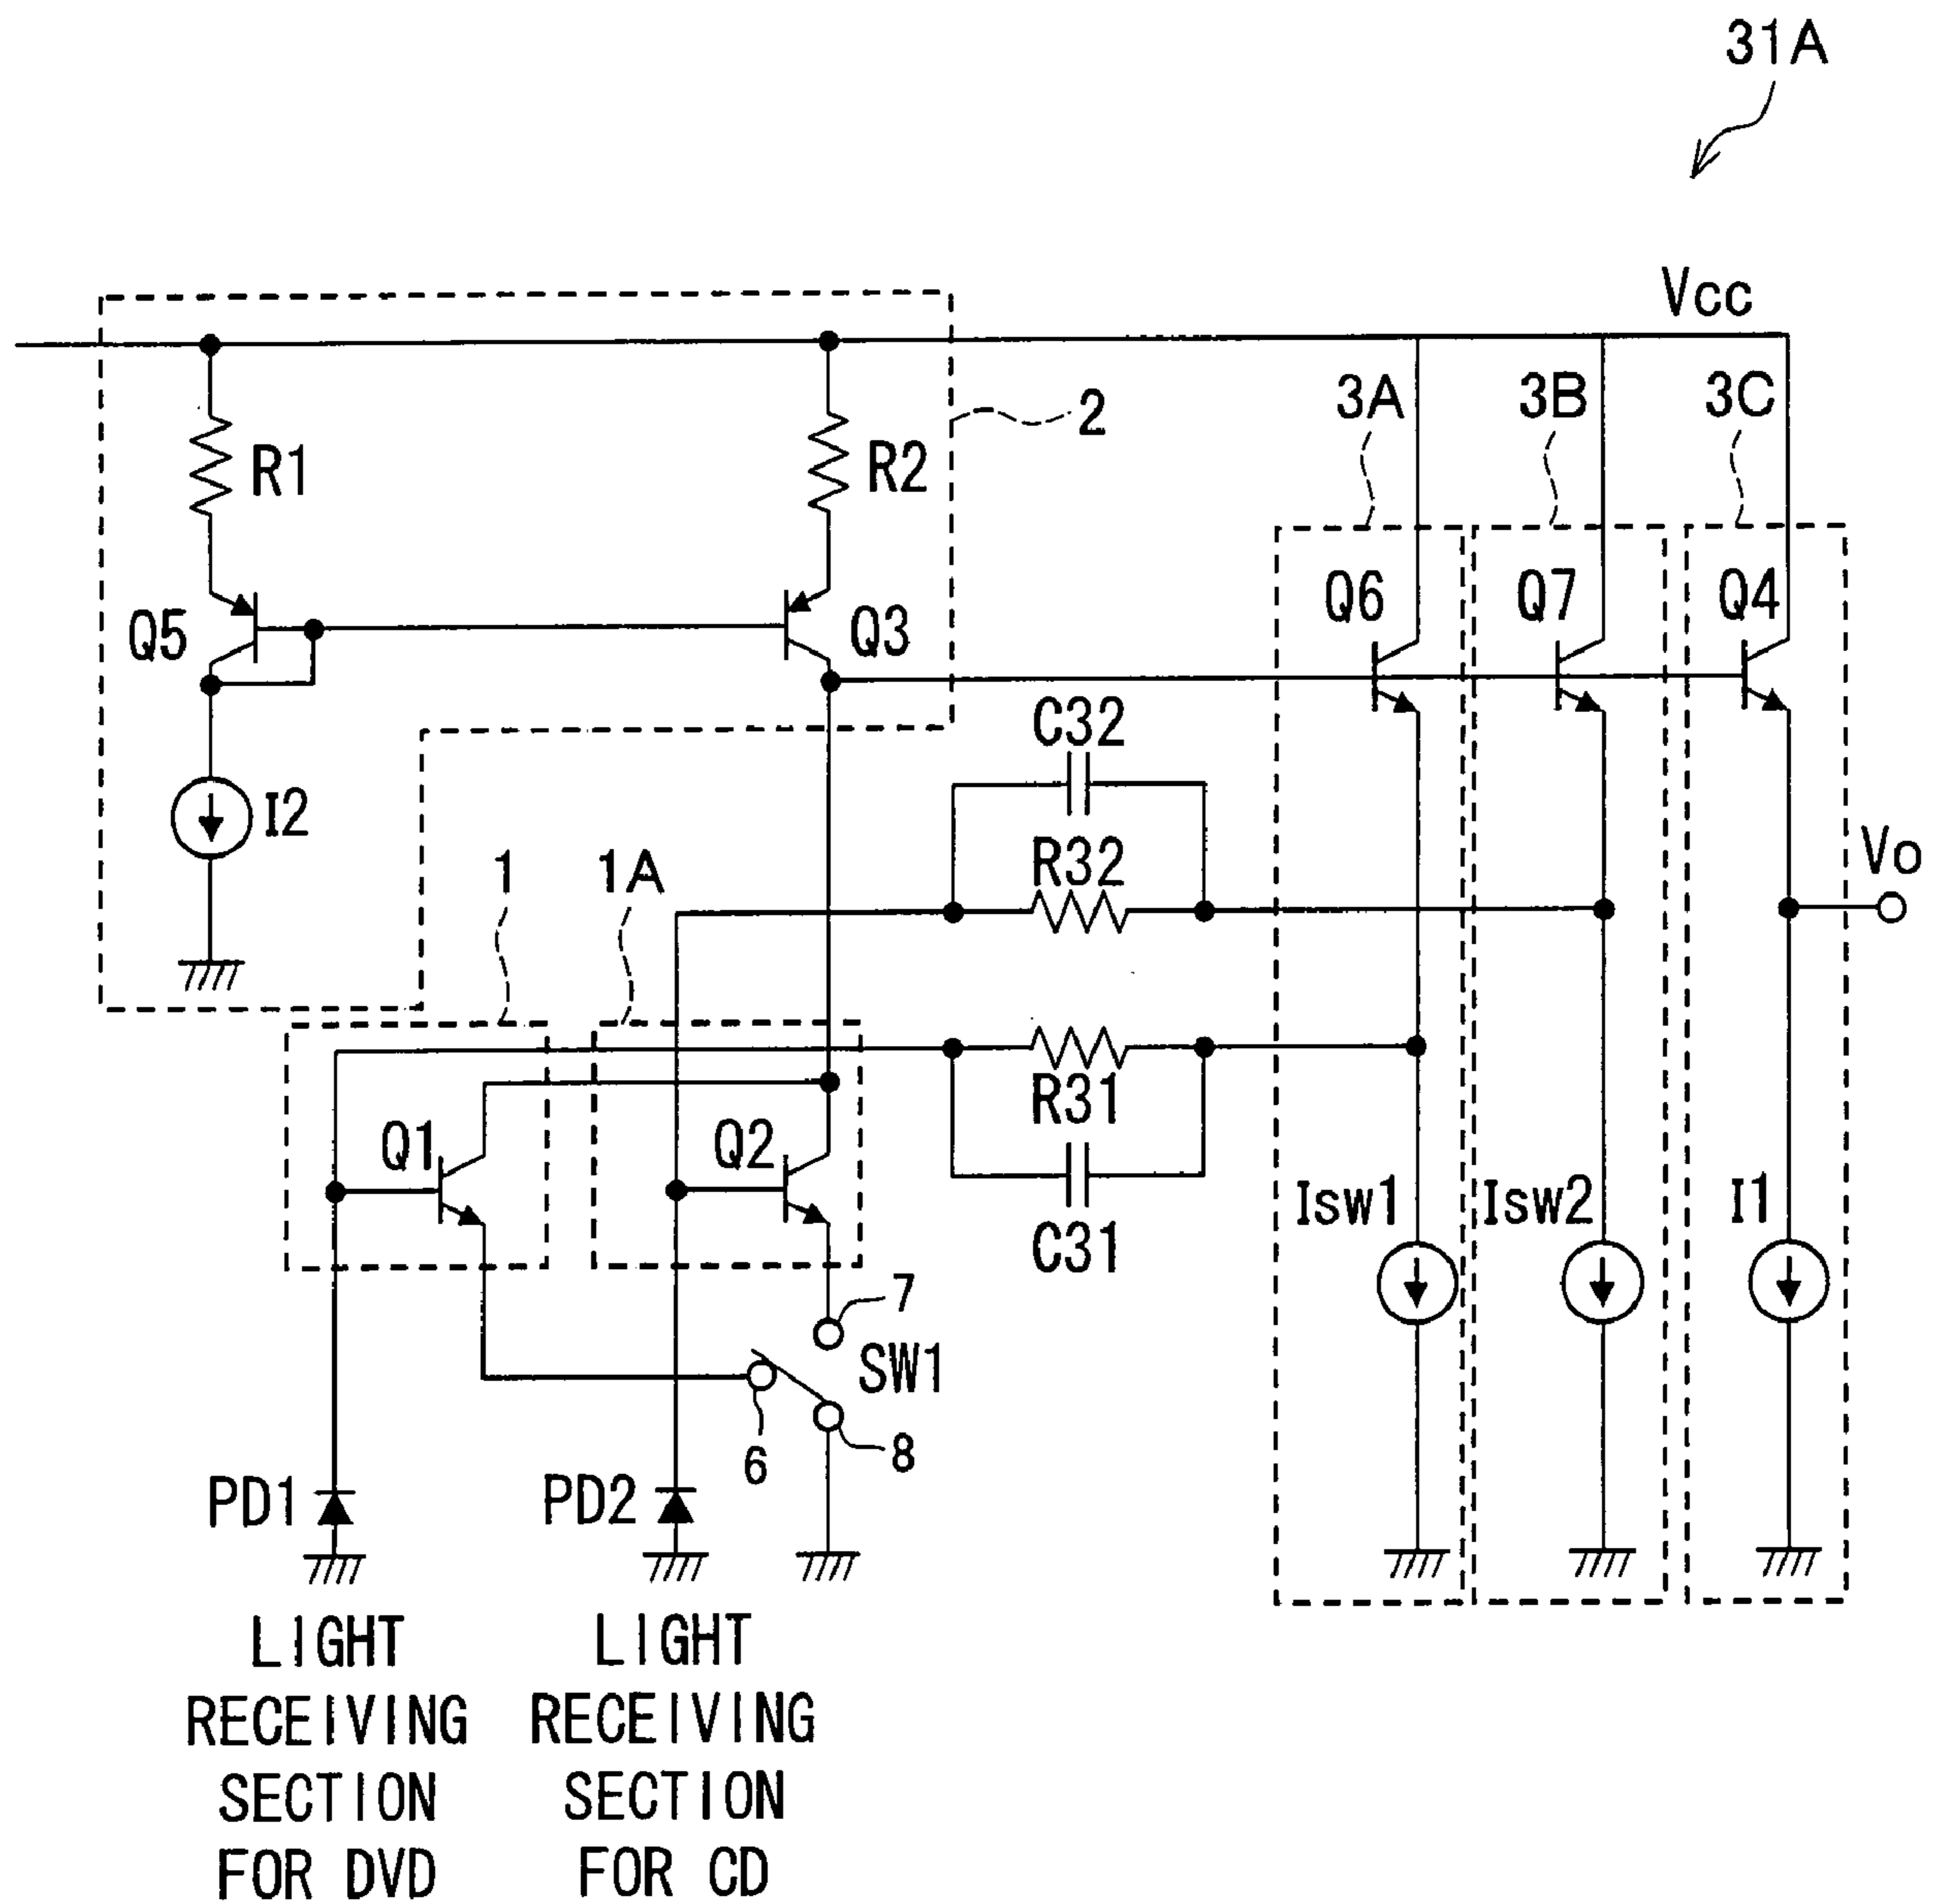 31A
Vcc
3A
3B
3C
2
R1
R2
Q6
Q7
Q4
Q5
Q3
C32
I2
R32
Vo
1
1A
R31
Q1
Q2
Isw1
Isw2
I1
C31
7
SW1
6
8
PD1
PD2
LIGHT
RECEIVING
SECTION
FOR DVD
LIGHT
RECEIVING
SECTION
FOR CD